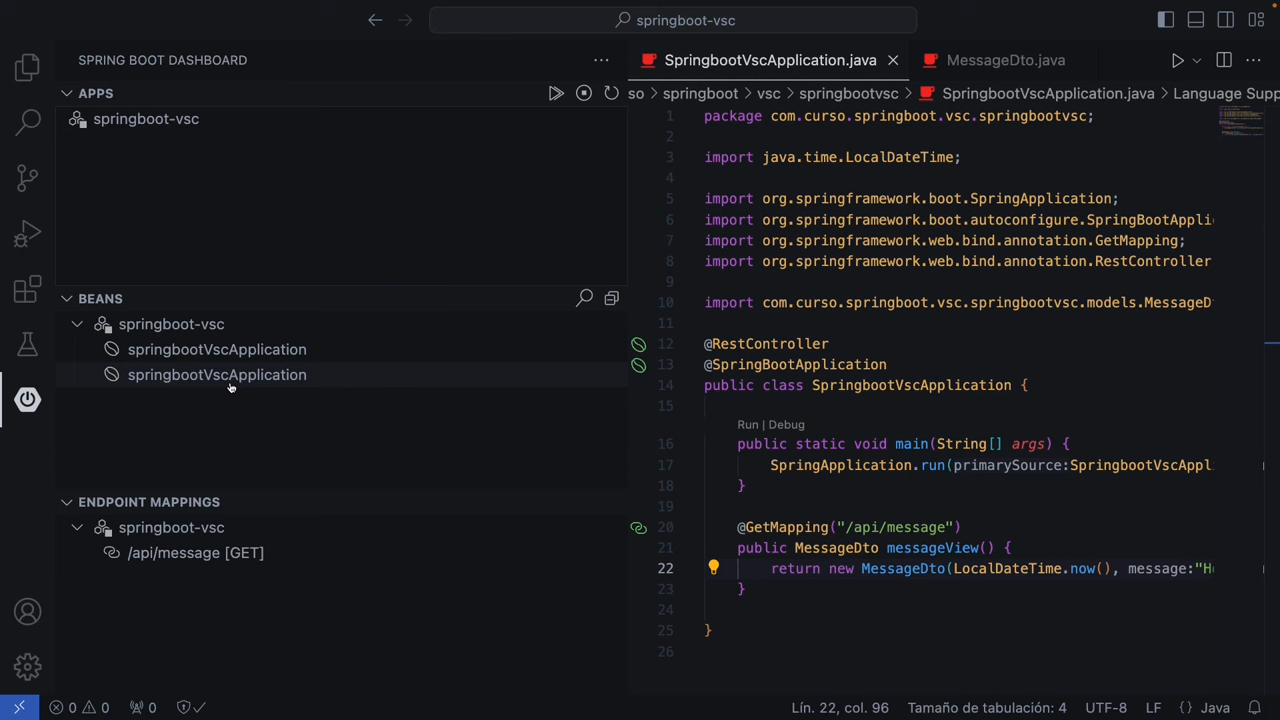 springboot-vsc
SPRING BOOT DASHBOARD
APPS
springboot-vsc
BEANS
springboot-vsc
springbootVscApplication
springbootVscApplication
ENDPOINT MAPPINGS
springboot-vsc
/api/message [GET]
SpringbootVscApplication.java
MessageDto.java
so > springboot > vsc > springbootvsc > SpringbootVscApplication.java > Language Supp
1 package com.curso.springboot.vsc.springbootvsc;
2
3 import java.time.LocalDateTime;
4
5 import org.springframework.boot.SpringApplication;
6 import org.springframework.boot.autoconfigure.SpringBootAppli
7 import org.springframework.web.bind.annotation.GetMapping;
8 import org.springframework.web.bind.annotation.RestController
9
10 import com.curso.springboot.vsc.springbootvsc.models.MessageD
11
12 @RestController
13 @SpringBootApplication
14 public class SpringbootVscApplication {
15
Run | Debug
16 public static void main(String[] args) {
17 SpringApplication.run(primarySource:SpringbootVscAppl
18 }
19
20 @GetMapping("/api/message")
21 public MessageDto messageView() {
22 return new MessageDto(LocalDateTime.now(), message:"H
23 }
24
25 }
26
0 0 0 Lín. 22, col. 96 Tamaño de tabulación: 4 UTF-8 LF {} Java